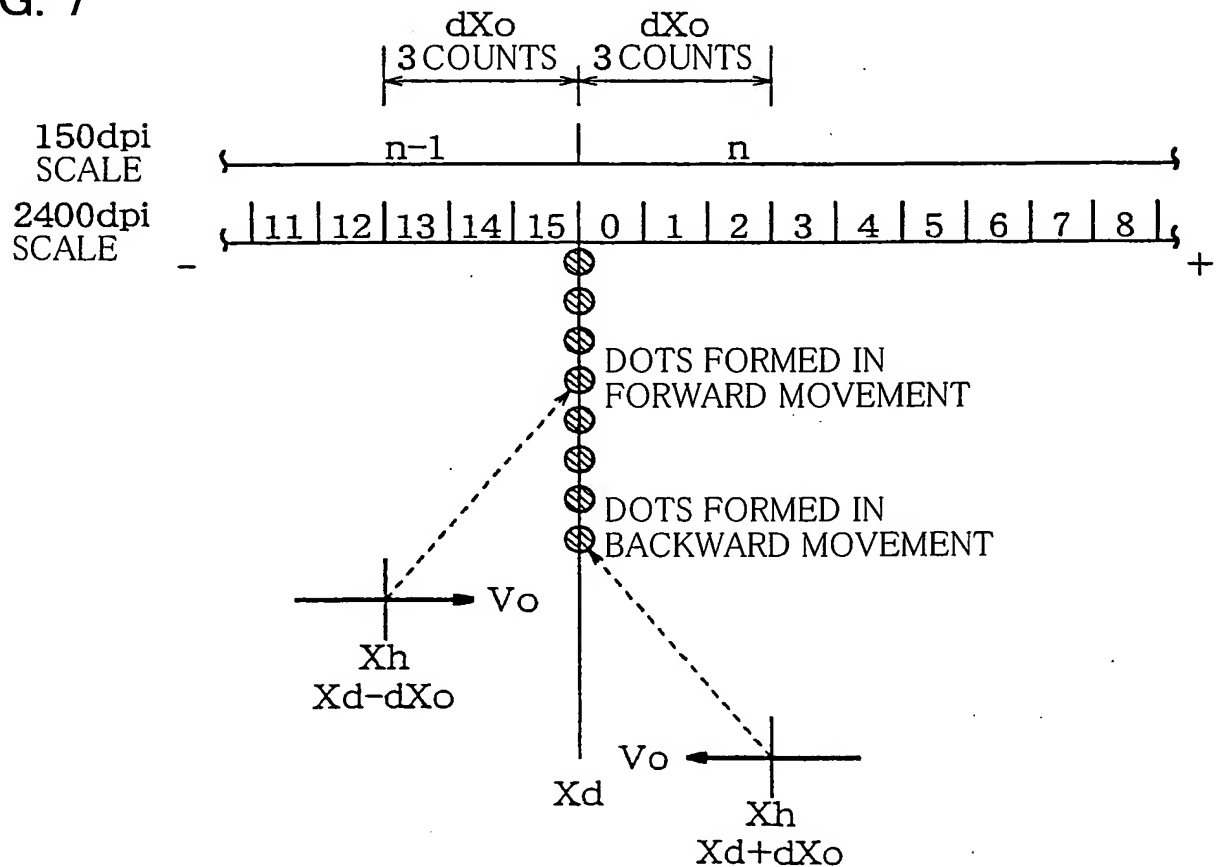 G. 7
dXo dXo
3 COUNTS 3 COUNTS
150dpi
SCALE
n-1 n
2400dpi
SCALE
11 12 13 14 15 0 1 2 3 4 5 6 7 8
- +
DOTS FORMED IN
FORWARD MOVEMENT
DOTS FORMED IN
BACKWARD MOVEMENT
Vo
Xh
Xd-dXo
Vo
Xd
Xh
Xd+dXo